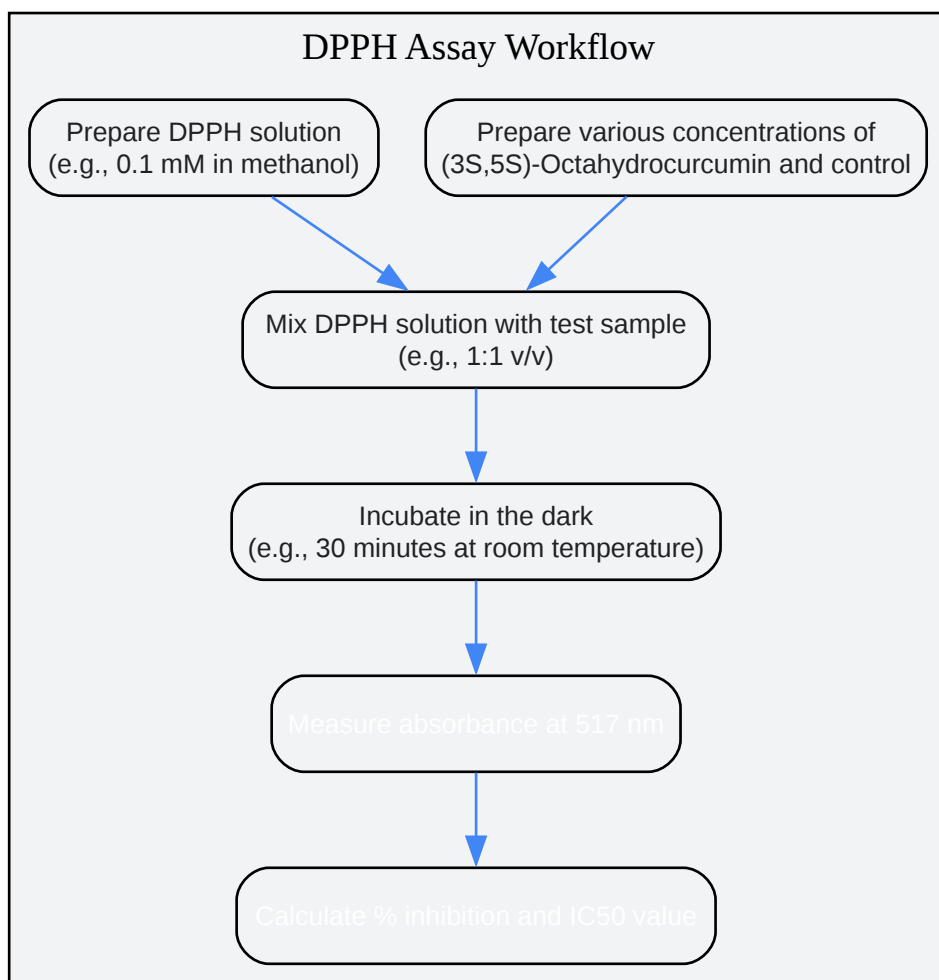 DPPH Assay Workflow
Prepare DPPH solution
(e.g., 0.1 mM in methanol)
Prepare various concentrations of
(3S,5S)-Octahydrocurcumin and control
Mix DPPH solution with test sample
(e.g., 1:1 v/v)
Incubate in the dark
(e.g., 30 minutes at room temperature)
Measure absorbance at 517 nm
Calculate % inhibition and IC50 value